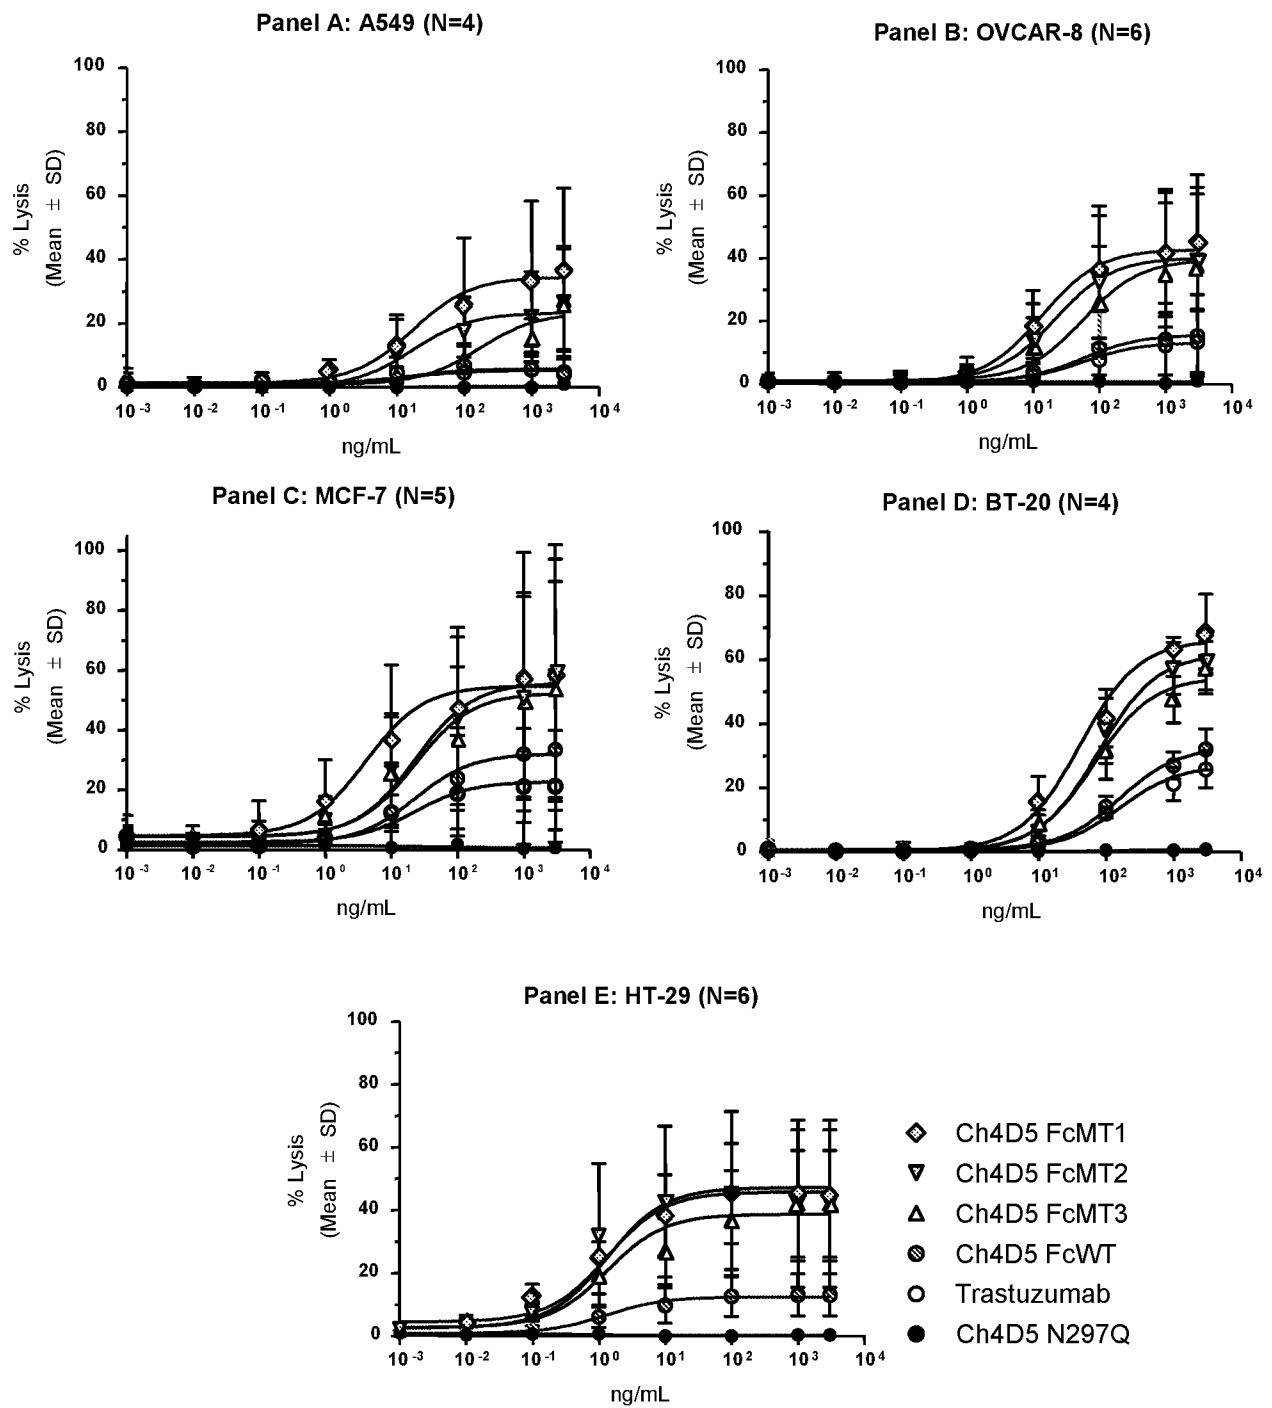 Panel A: A549 (N=4)
100
80
60
40
20
0
% Lysis
(Mean ± SD)
10-3 10-2 10-1 100 101 102 103 104
ng/mL
Panel B: OVCAR-8 (N=6)
100
80
60
40
20
0
% Lysis
(Mean ± SD)
10-3 10-2 10-1 100 101 102 103 104
ng/mL
Panel C: MCF-7 (N=5)
100
80
60
40
20
0
% Lysis
(Mean ± SD)
10-3 10-2 10-1 100 101 102 103 104
ng/mL
Panel D: BT-20 (N=4)
100
80
60
40
20
0
% Lysis
(Mean ± SD)
10-3 10-2 10-1 100 101 102 103 104
ng/mL
Panel E: HT-29 (N=6)
100
80
60
40
20
0
% Lysis
(Mean ± SD)
10-3 10-2 10-1 100 101 102 103 104
ng/mL
Ch4D5 FcMT1
Ch4D5 FcMT2
Ch4D5 FcMT3
Ch4D5 FcWT
Trastuzumab
Ch4D5 N297Q